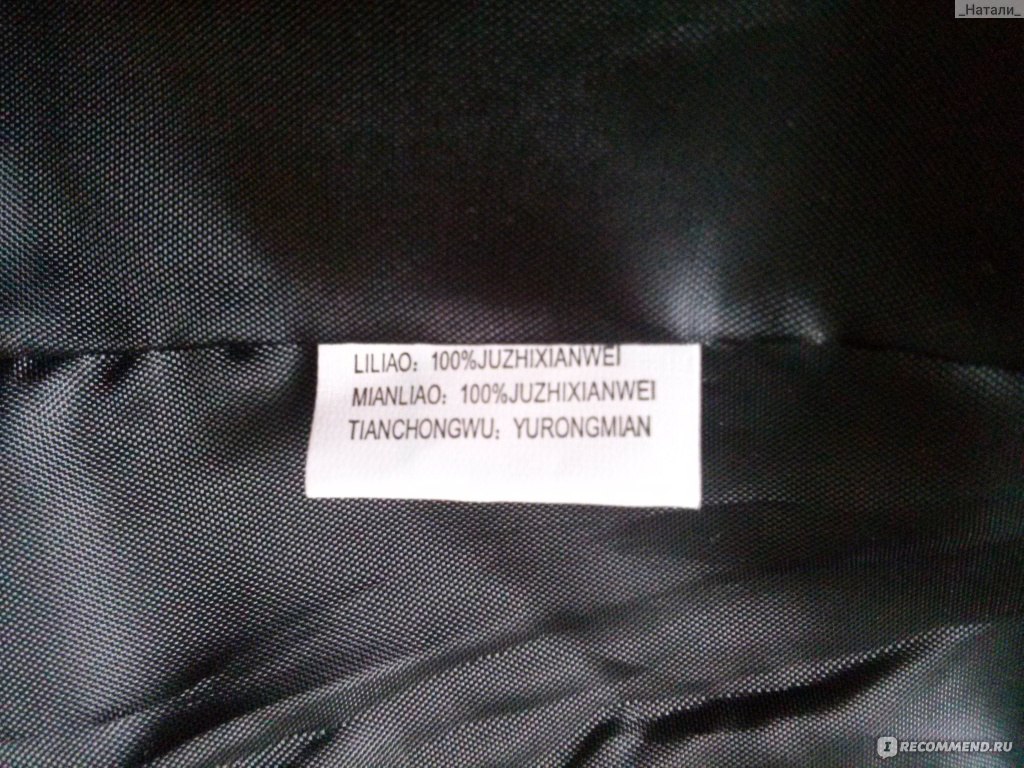 _Натали_
LILIAO: 100%JUZHIXIANWEI
MIANLIAO: 100%JUZHIXIANWEI
TIANCHONGWU: YURONGMIAN
I RECOMMEND.RU